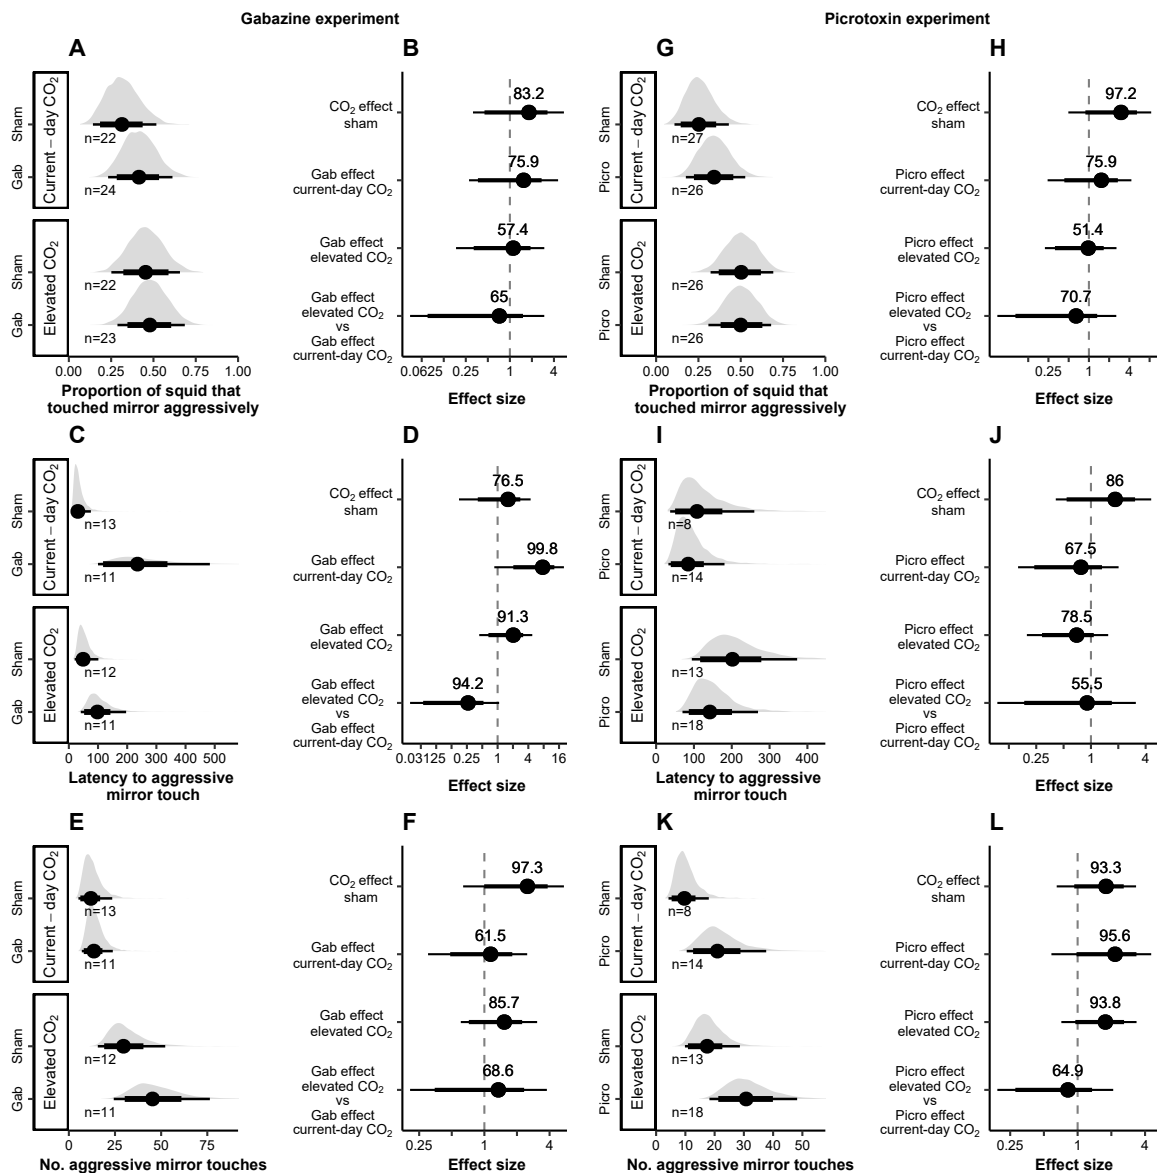 Gabazine experiment
Picrotoxin experiment
A
Current – day CO2
Elevated CO2
Sham
Gab
Sham
Gab
n=22
n=24
n=22
n=23
0.00 0.25 0.50 0.75 1.00
Proportion of squid that
touched mirror aggressively
B
CO2 effect
sham
Gab effect
current-day CO2
Gab effect
elevated CO2
Gab effect
elevated CO2
vs
Gab effect
current-day CO2
83.2
75.9
57.4
65
0.0625 0.25 1 4
Effect size
G
Current – day CO2
Elevated CO2
Sham
Picro
Sham
Picro
n=27
n=26
n=26
n=26
0.00 0.25 0.50 0.75 1.00
Proportion of squid that
touched mirror aggressively
H
CO2 effect
sham
Picro effect
current-day CO2
Picro effect
elevated CO2
Picro effect
elevated CO2
vs
Picro effect
current-day CO2
97.2
75.9
51.4
70.7
0.25 1 4
Effect size
C
Current – day CO2
Elevated CO2
Sham
Gab
Sham
Gab
n=13
n=11
n=12
n=11
0 100 200 300 400 500
Latency to aggressive
mirror touch
D
CO2 effect
sham
Gab effect
current-day CO2
Gab effect
elevated CO2
Gab effect
elevated CO2
vs
Gab effect
current-day CO2
76.5
99.8
91.3
94.2
0.03125 0.25 1 4 16
Effect size
I
Current – day CO2
Elevated CO2
Sham
Picro
Sham
Picro
n=8
n=14
n=13
n=18
0 100 200 300 400
Latency to aggressive
mirror touch
J
CO2 effect
sham
Picro effect
current-day CO2
Picro effect
elevated CO2
Picro effect
elevated CO2
vs
Picro effect
current-day CO2
86
67.5
78.5
55.5
0.25 1 4
Effect size
E
Current – day CO2
Elevated CO2
Sham
Gab
Sham
Gab
n=13
n=11
n=12
n=11
0 25 50 75
No. aggressive mirror touches
F
CO2 effect
sham
Gab effect
current-day CO2
Gab effect
elevated CO2
Gab effect
elevated CO2
vs
Gab effect
current-day CO2
97.3
61.5
85.7
68.6
0.25 1 4
Effect size
K
Current – day CO2
Elevated CO2
Sham
Picro
Sham
Picro
n=8
n=14
n=13
n=18
0 10 20 30 40 50
No. aggressive mirror touches
L
CO2 effect
sham
Picro effect
current-day CO2
Picro effect
elevated CO2
Picro effect
elevated CO2
vs
Picro effect
current-day CO2
93.3
95.6
93.8
64.9
0.25 1 4
Effect size